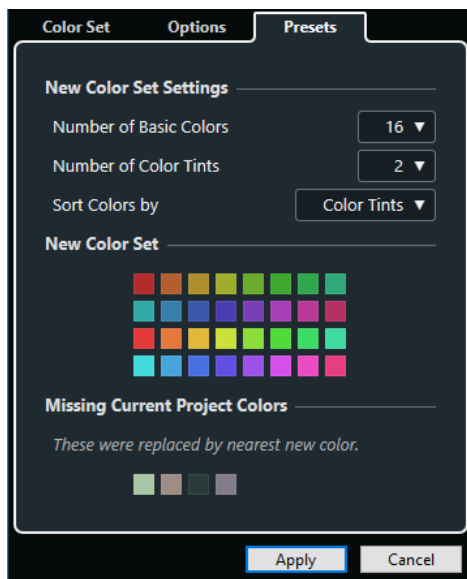 Color Set Options Presets
New Color Set Settings
Number of Basic Colors 16
Number of Color Tints 2
Sort Colors by Color Tints
New Color Set
Missing Current Project Colors
These were replaced by nearest new color.
Apply Cancel